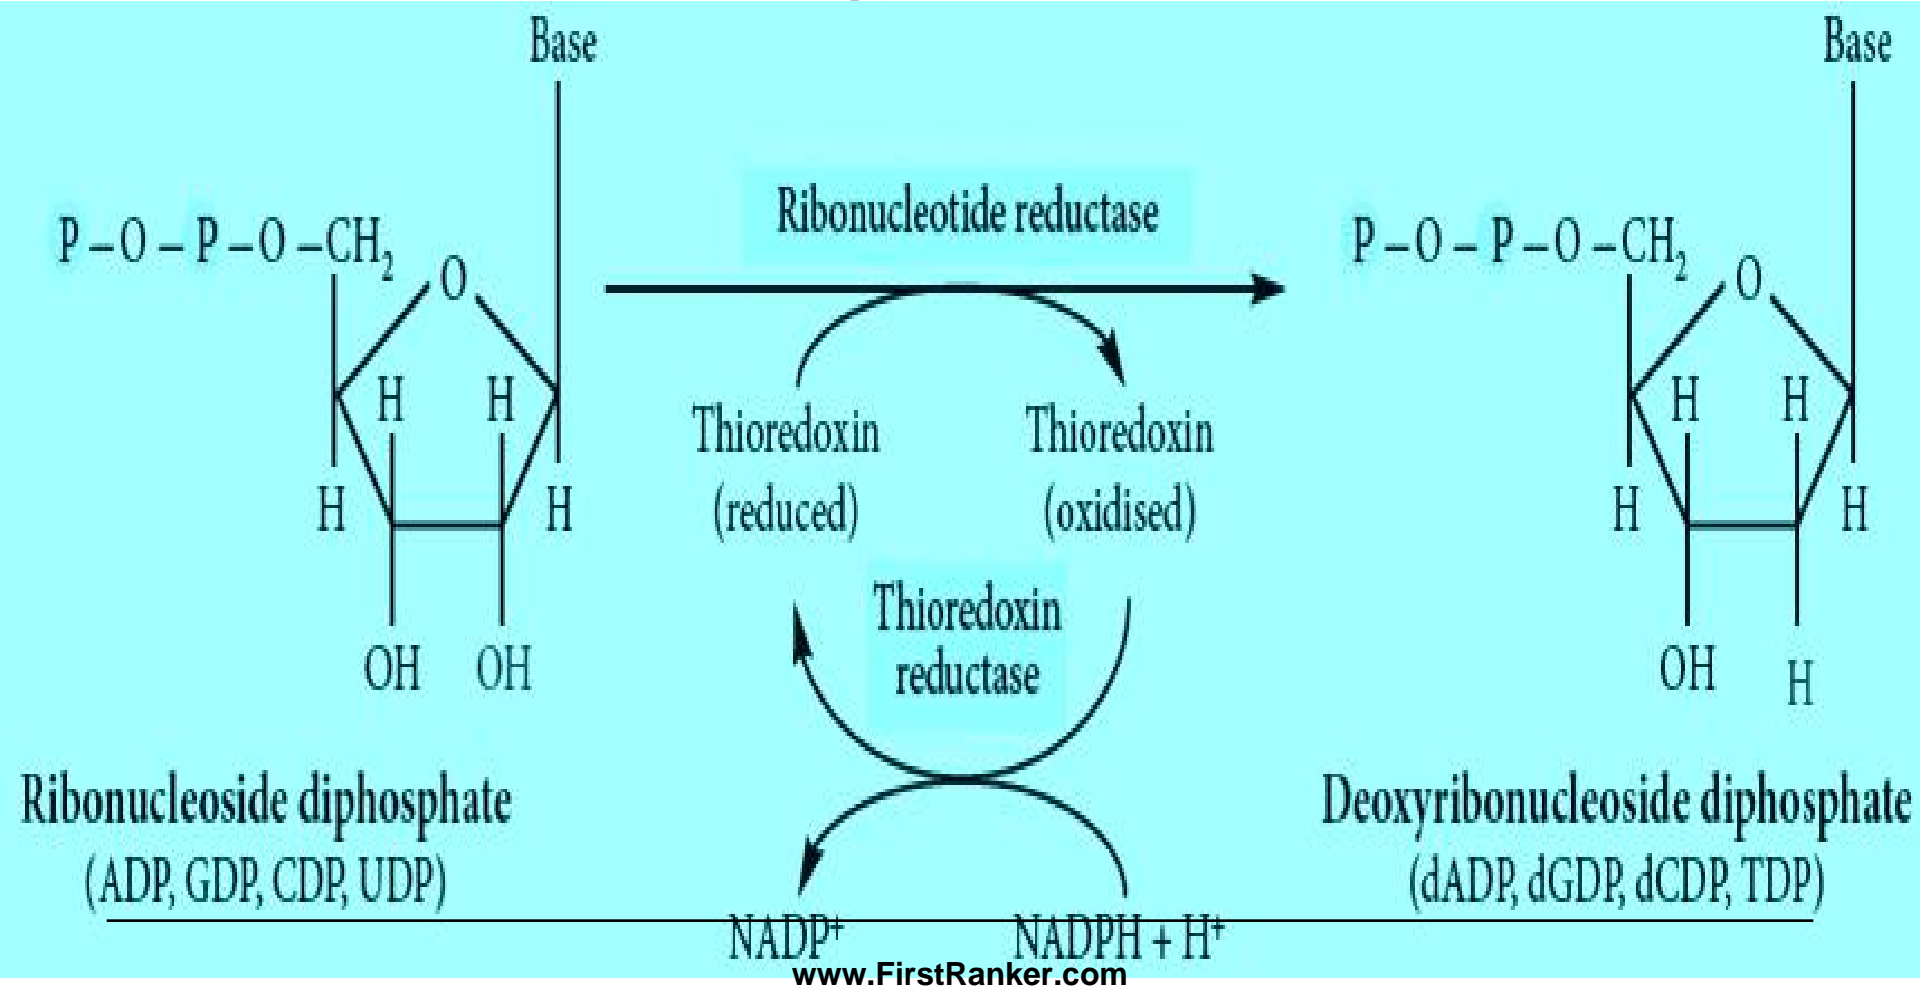 Base
Base
Ribonucleotide reductase
P – O – P – O – CH₂
O
P – O – P – O – CH₂
O
H H
H H
Thioredoxin
(reduced)
Thioredoxin
(oxidised)
H H
H H
Thioredoxin
reductase
OH OH
OH H
Ribonucleoside diphosphate
(ADP, GDP, CDP, UDP)
Deoxyribonucleoside diphosphate
(dADP, dGDP, dCDP, TDP)
NADP⁺
NADPH + H⁺
www.FirstRanker.com